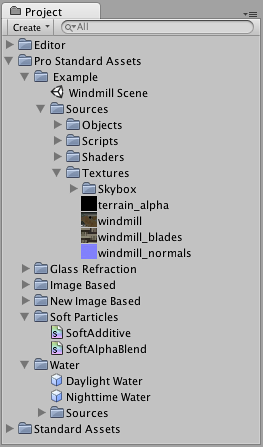 Project
Create
All
Editor
Pro Standard Assets
Example
Windmill Scene
Sources
Objects
Scripts
Shaders
Textures
Skybox
terrain_alpha
windmill
windmill_blades
windmill_normals
Glass Refraction
Image Based
New Image Based
Soft Particles
SoftAdditive
SoftAlphaBlend
Water
Daylight Water
Nighttime Water
Sources
Standard Assets